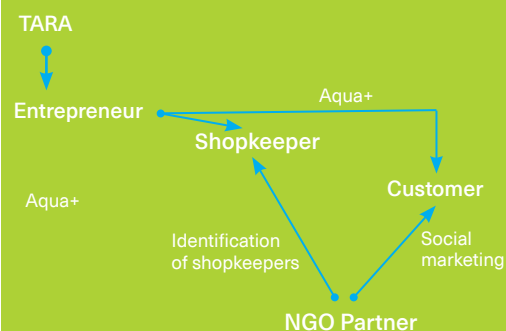 TARA
Entrepreneur
Aqua+
Shopkeeper
Customer
Aqua+
Identification
of shopkeepers
Social
marketing
NGO Partner